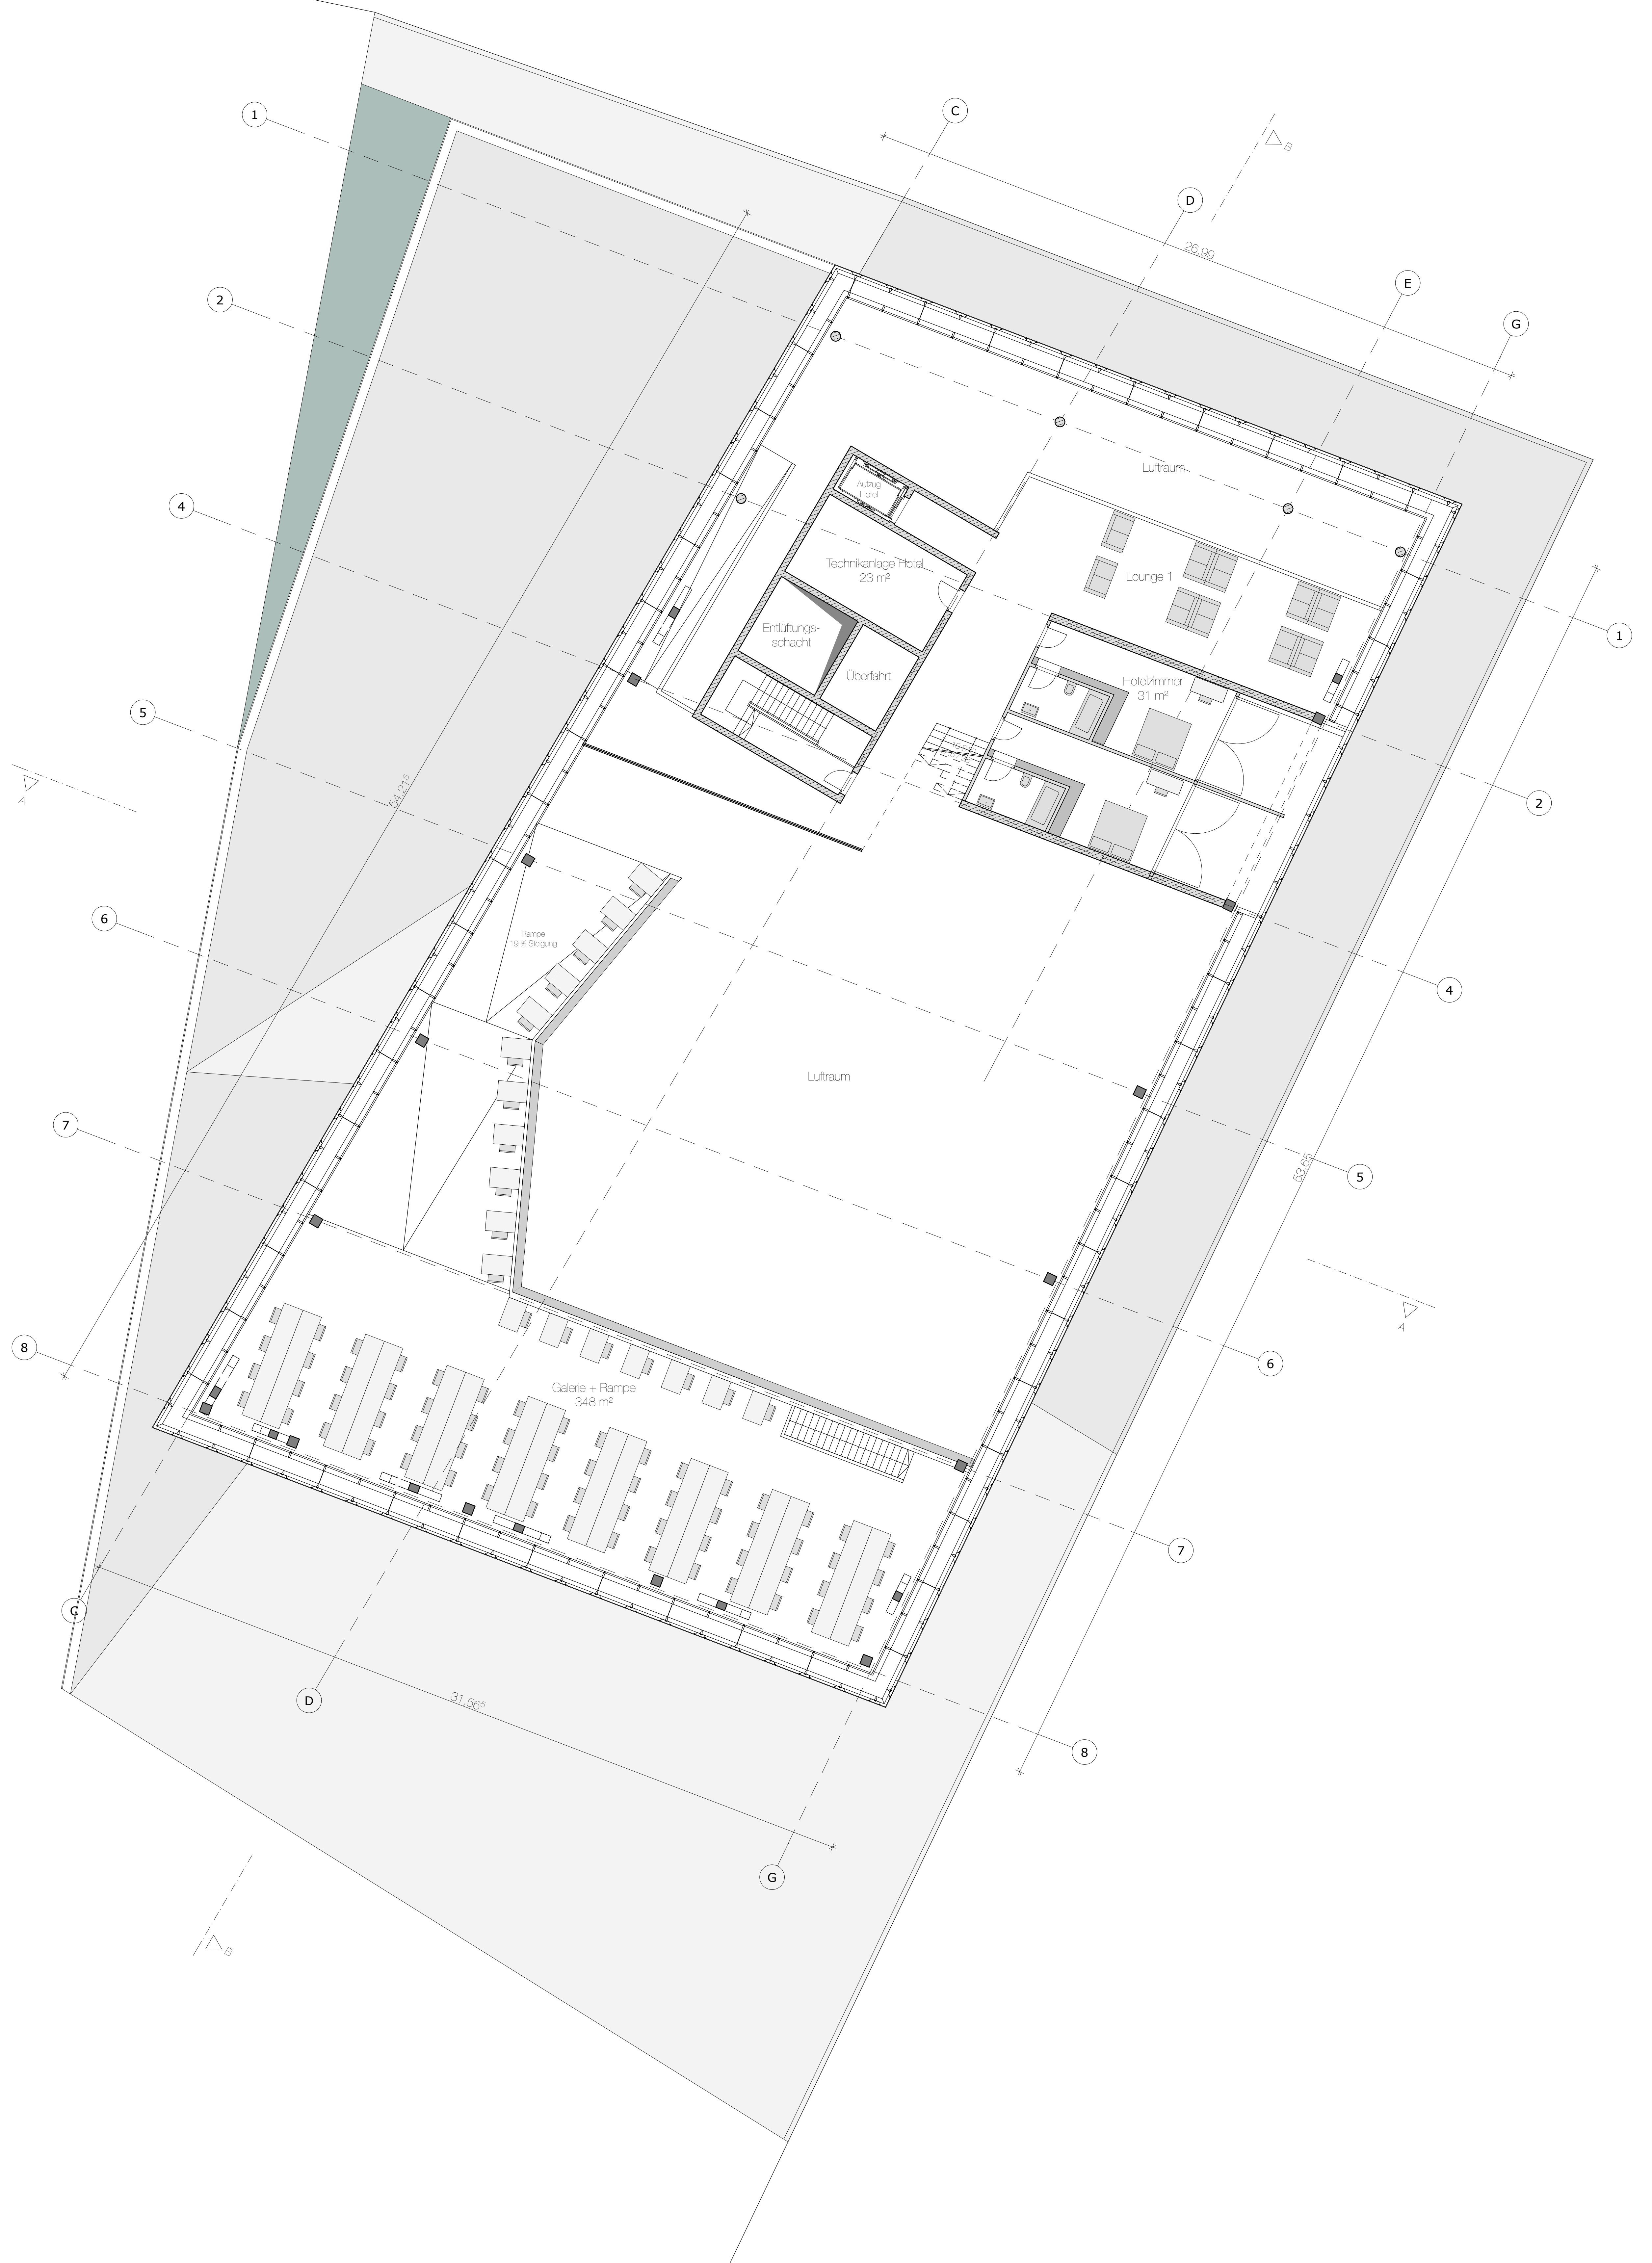 1
C
B
D
26,99
E
2
G
Luftraum
Aufzug
Hotel
4
Technikanlage Hotel
23 m²
Lounge 1
1
Entlüftungs-
schacht
Überfahrt
Hotelzimmer
31 m²
5
A
54,21⁵
2
6
Rampe
19 % Steigung
4
Luftraum
7
5
53,65
A
8
6
Galerie + Rampe
348 m²
7
C
D
31,56⁵
8
G
B